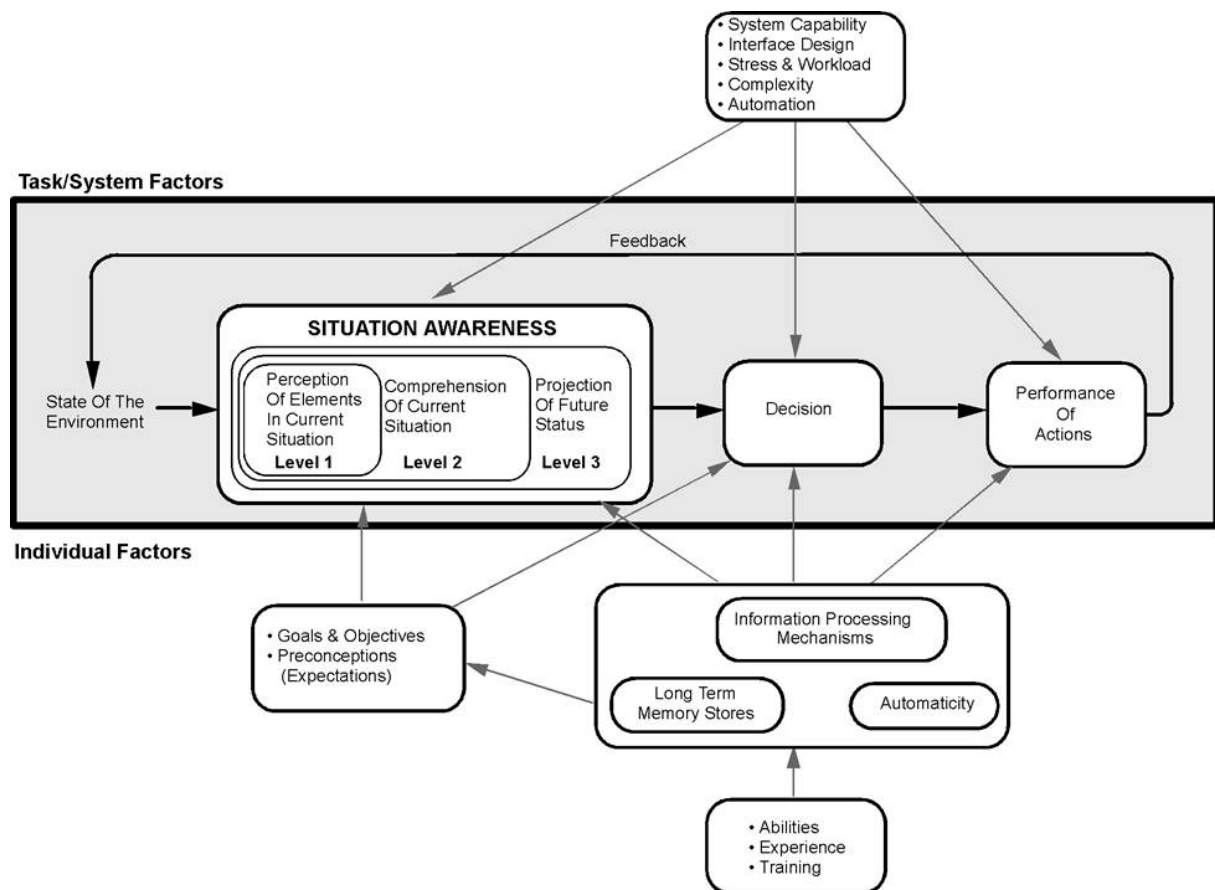 • System Capability
• Interface Design
• Stress & Workload
• Complexity
• Automation
Task/System Factors
Feedback
SITUATION AWARENESS
State Of The
Environment
Perception
Of Elements
In Current
Situation
Level 1
Comprehension
Of Current
Situation
Level 2
Projection
Of Future
Status
Level 3
Decision
Performance
Of
Actions
Individual Factors
• Goals & Objectives
• Preconceptions
(Expectations)
Information Processing
Mechanisms
Long Term
Memory Stores
Automaticity
• Abilities
• Experience
• Training